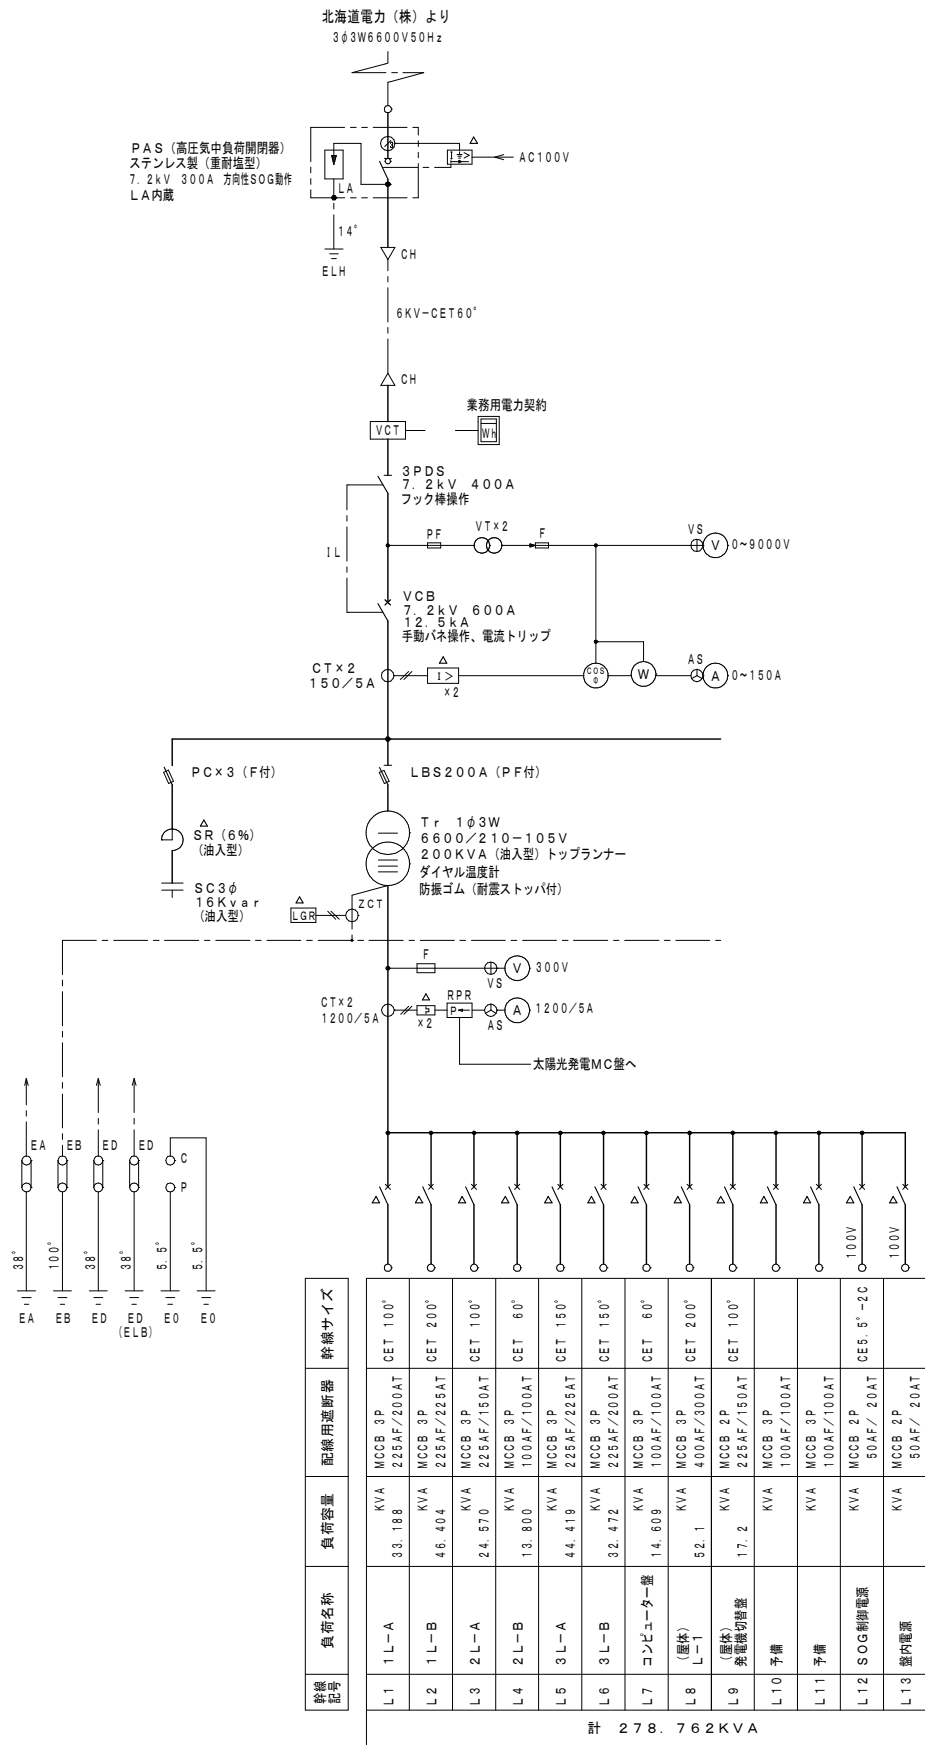 北海道電力（株）より
3φ3W6600V50Hz
PAS（高圧気中負荷開閉器）
ステンレス製（重耐塩型）
7.2kV 300A 方向性SOG動作
LA内蔵
LA
I⏚>
△
AC100V
14°
ELH
CH
6KV-CET60°
CH
業務用電力契約
VCT
Wh
3PDS
7.2kV 400A
フック棒操作
IL
PF
VT×2
F
VS
V
0~9000V
VCB
7.2kV 600A
12.5kA
手動バネ操作、電流トリップ
CT×2
150/5A
△
I>
×2
COS
φ
W
AS
A
0~150A
PC×3（F付）
LBS200A（PF付）
△
SR（6%）
（油入型）
SC3φ
16Kvar
（油入型）
Tr 1φ3W
6600/210-105V
200KVA（油入型）トップランナー
ダイヤル温度計
防振ゴム（耐震ストッパ付）
△
LGR
ZCT
F
VS
V
300V
CT×2
1200/5A
△
×2
RPR
P←
AS
A
1200/5A
太陽光発電MC盤へ
EA
EB
ED
ED
C
P
38°
100°
38°
38°
5.5°
5.5°
EA
EB
ED
ED
(ELB)
E0
E0
△ △ △ △ △ △ △ △ △ △ △ △ △
100V
100V
幹線記号 負荷名称 負荷容量 配線用遮断器 幹線サイズ
L1 1L-A 33.188 KVA MCCB 3P 225AF/200AT CET 100°
L2 1L-B 46.404 KVA MCCB 3P 225AF/225AT CET 200°
L3 2L-A 24.570 KVA MCCB 3P 225AF/150AT CET 100°
L4 2L-B 13.800 KVA MCCB 3P 100AF/100AT CET 60°
L5 3L-A 44.419 KVA MCCB 3P 225AF/225AT CET 150°
L6 3L-B 32.472 KVA MCCB 3P 225AF/200AT CET 150°
L7 コンピューター盤 14.609 KVA MCCB 3P 100AF/100AT CET 60°
L8 （屋体）L-1 52.1 KVA MCCB 3P 400AF/300AT CET 200°
L9 （屋体）発電機切替盤 17.2 KVA MCCB 3P 225AF/150AT CET 100°
L10 予備 KVA MCCB 3P 100AF/100AT
L11 予備 KVA MCCB 3P 100AF/100AT
L12 SOG制御電源 MCCB 2P 50AF/ 20AT CE5.5°-2C
L13 盤内電源 KVA MCCB 2P 50AF/ 20AT
計 278.762KVA